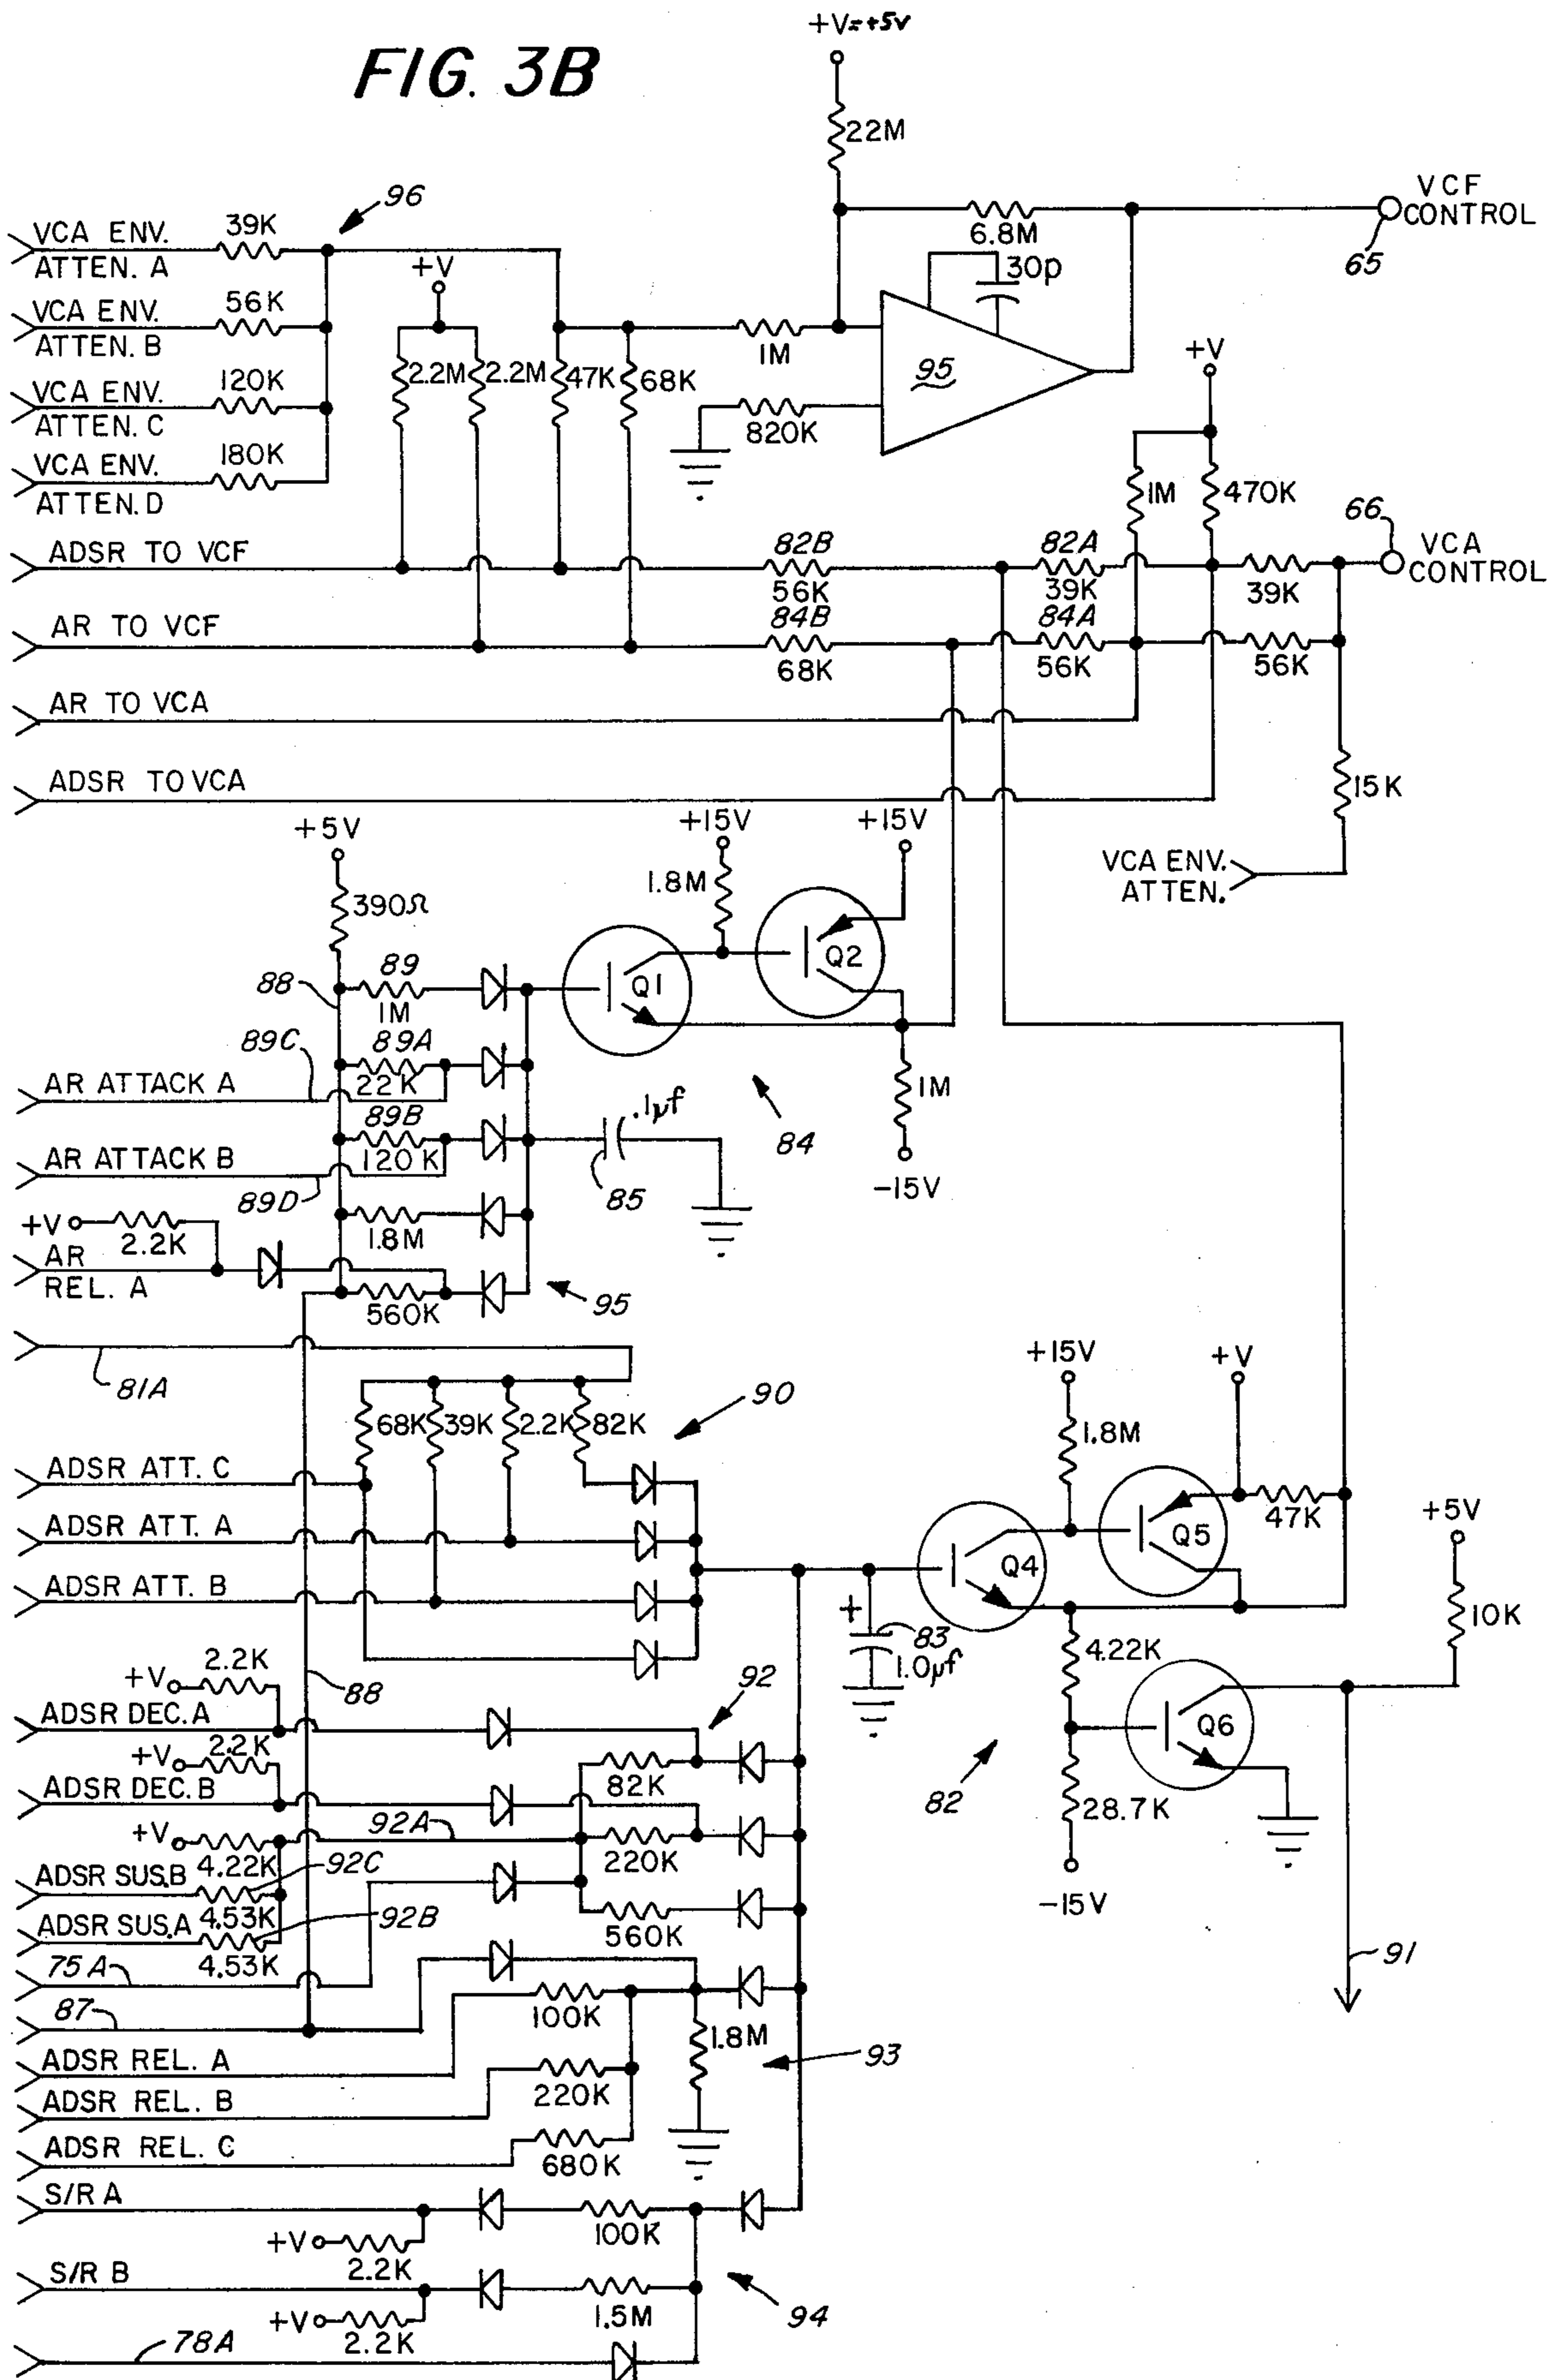 FIG. 3B
+V=+5V
22M
96
VCF
CONTROL
65
VCA ENV.
ATTEN. A
39K
6.8M
30p
+V
VCA ENV.
ATTEN. B
56K
1M
95
2.2M
2.2M
47K
68K
+V
VCA ENV.
ATTEN. C
120K
820K
VCA ENV.
ATTEN. D
180K
1M
470K
66
VCA
CONTROL
ADSR TO VCF
82B
56K
82A
39K
39K
AR TO VCF
84B
68K
84A
56K
56K
AR TO VCA
ADSR TO VCA
15K
VCA ENV.
ATTEN.
+5V
390Ω
+15V
1.8M
+15V
Q1
Q2
88
89
1M
89C
89A
22K
AR ATTACK A
1M
84
.1µf
85
89B
120K
AR ATTACK B
89D
-15V
+V
2.2K
1.8M
AR
REL. A
560K
95
81A
90
68K
39K
2.2K
82K
+15V
+V
1.8M
ADSR ATT. C
Q4
Q5
47K
+5V
10K
ADSR ATT. A
ADSR ATT. B
+
83
1.0µf
4.22K
Q6
28.7K
-15V
82
91
+V
2.2K
88
92
ADSR DEC. A
+V
2.2K
82K
ADSR DEC. B
+V
4.22K
92A
220K
ADSR SUS. B
92C
4.53K
ADSR SUS. A
92B
4.53K
560K
75A
87
100K
1.8M
93
ADSR REL. A
220K
ADSR REL. B
680K
ADSR REL. C
S/R A
100K
+V
2.2K
S/R B
1.5M
94
+V
2.2K
78A